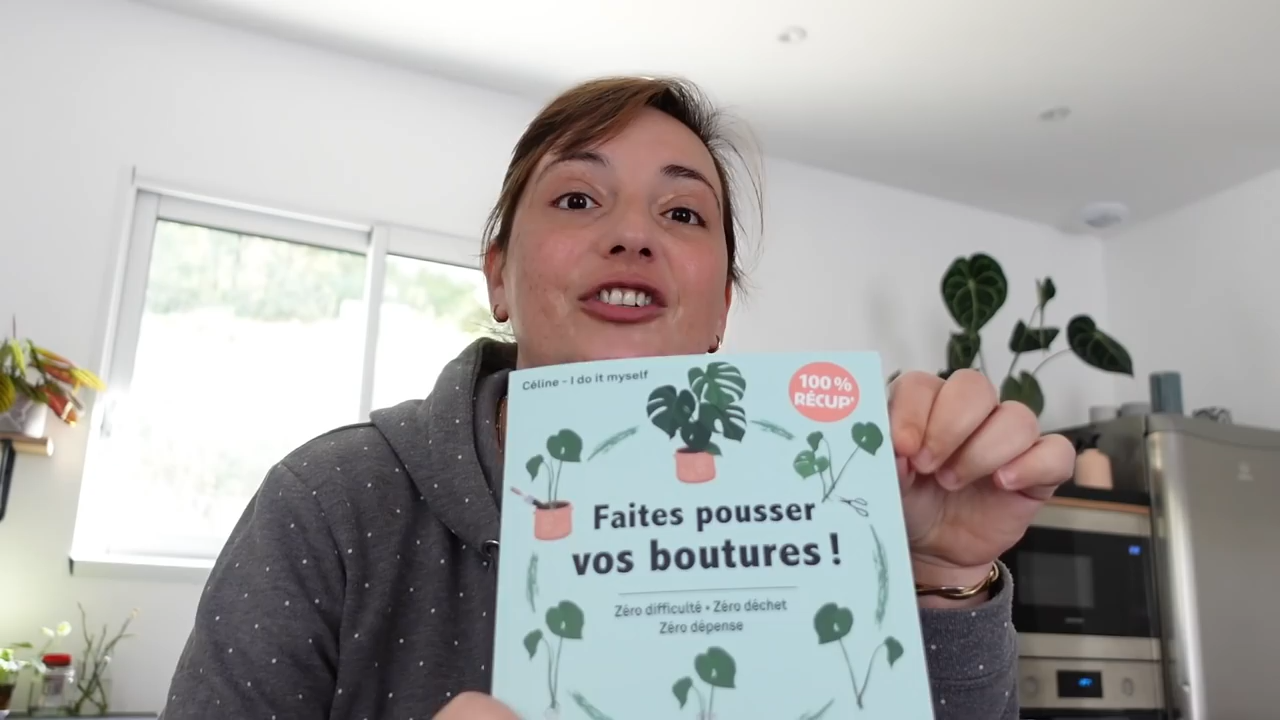 Céline - I do it myself
100 %
RÉCUP'
Faites pousser
vos boutures !
Zéro difficulté • Zéro déchet
Zéro dépense